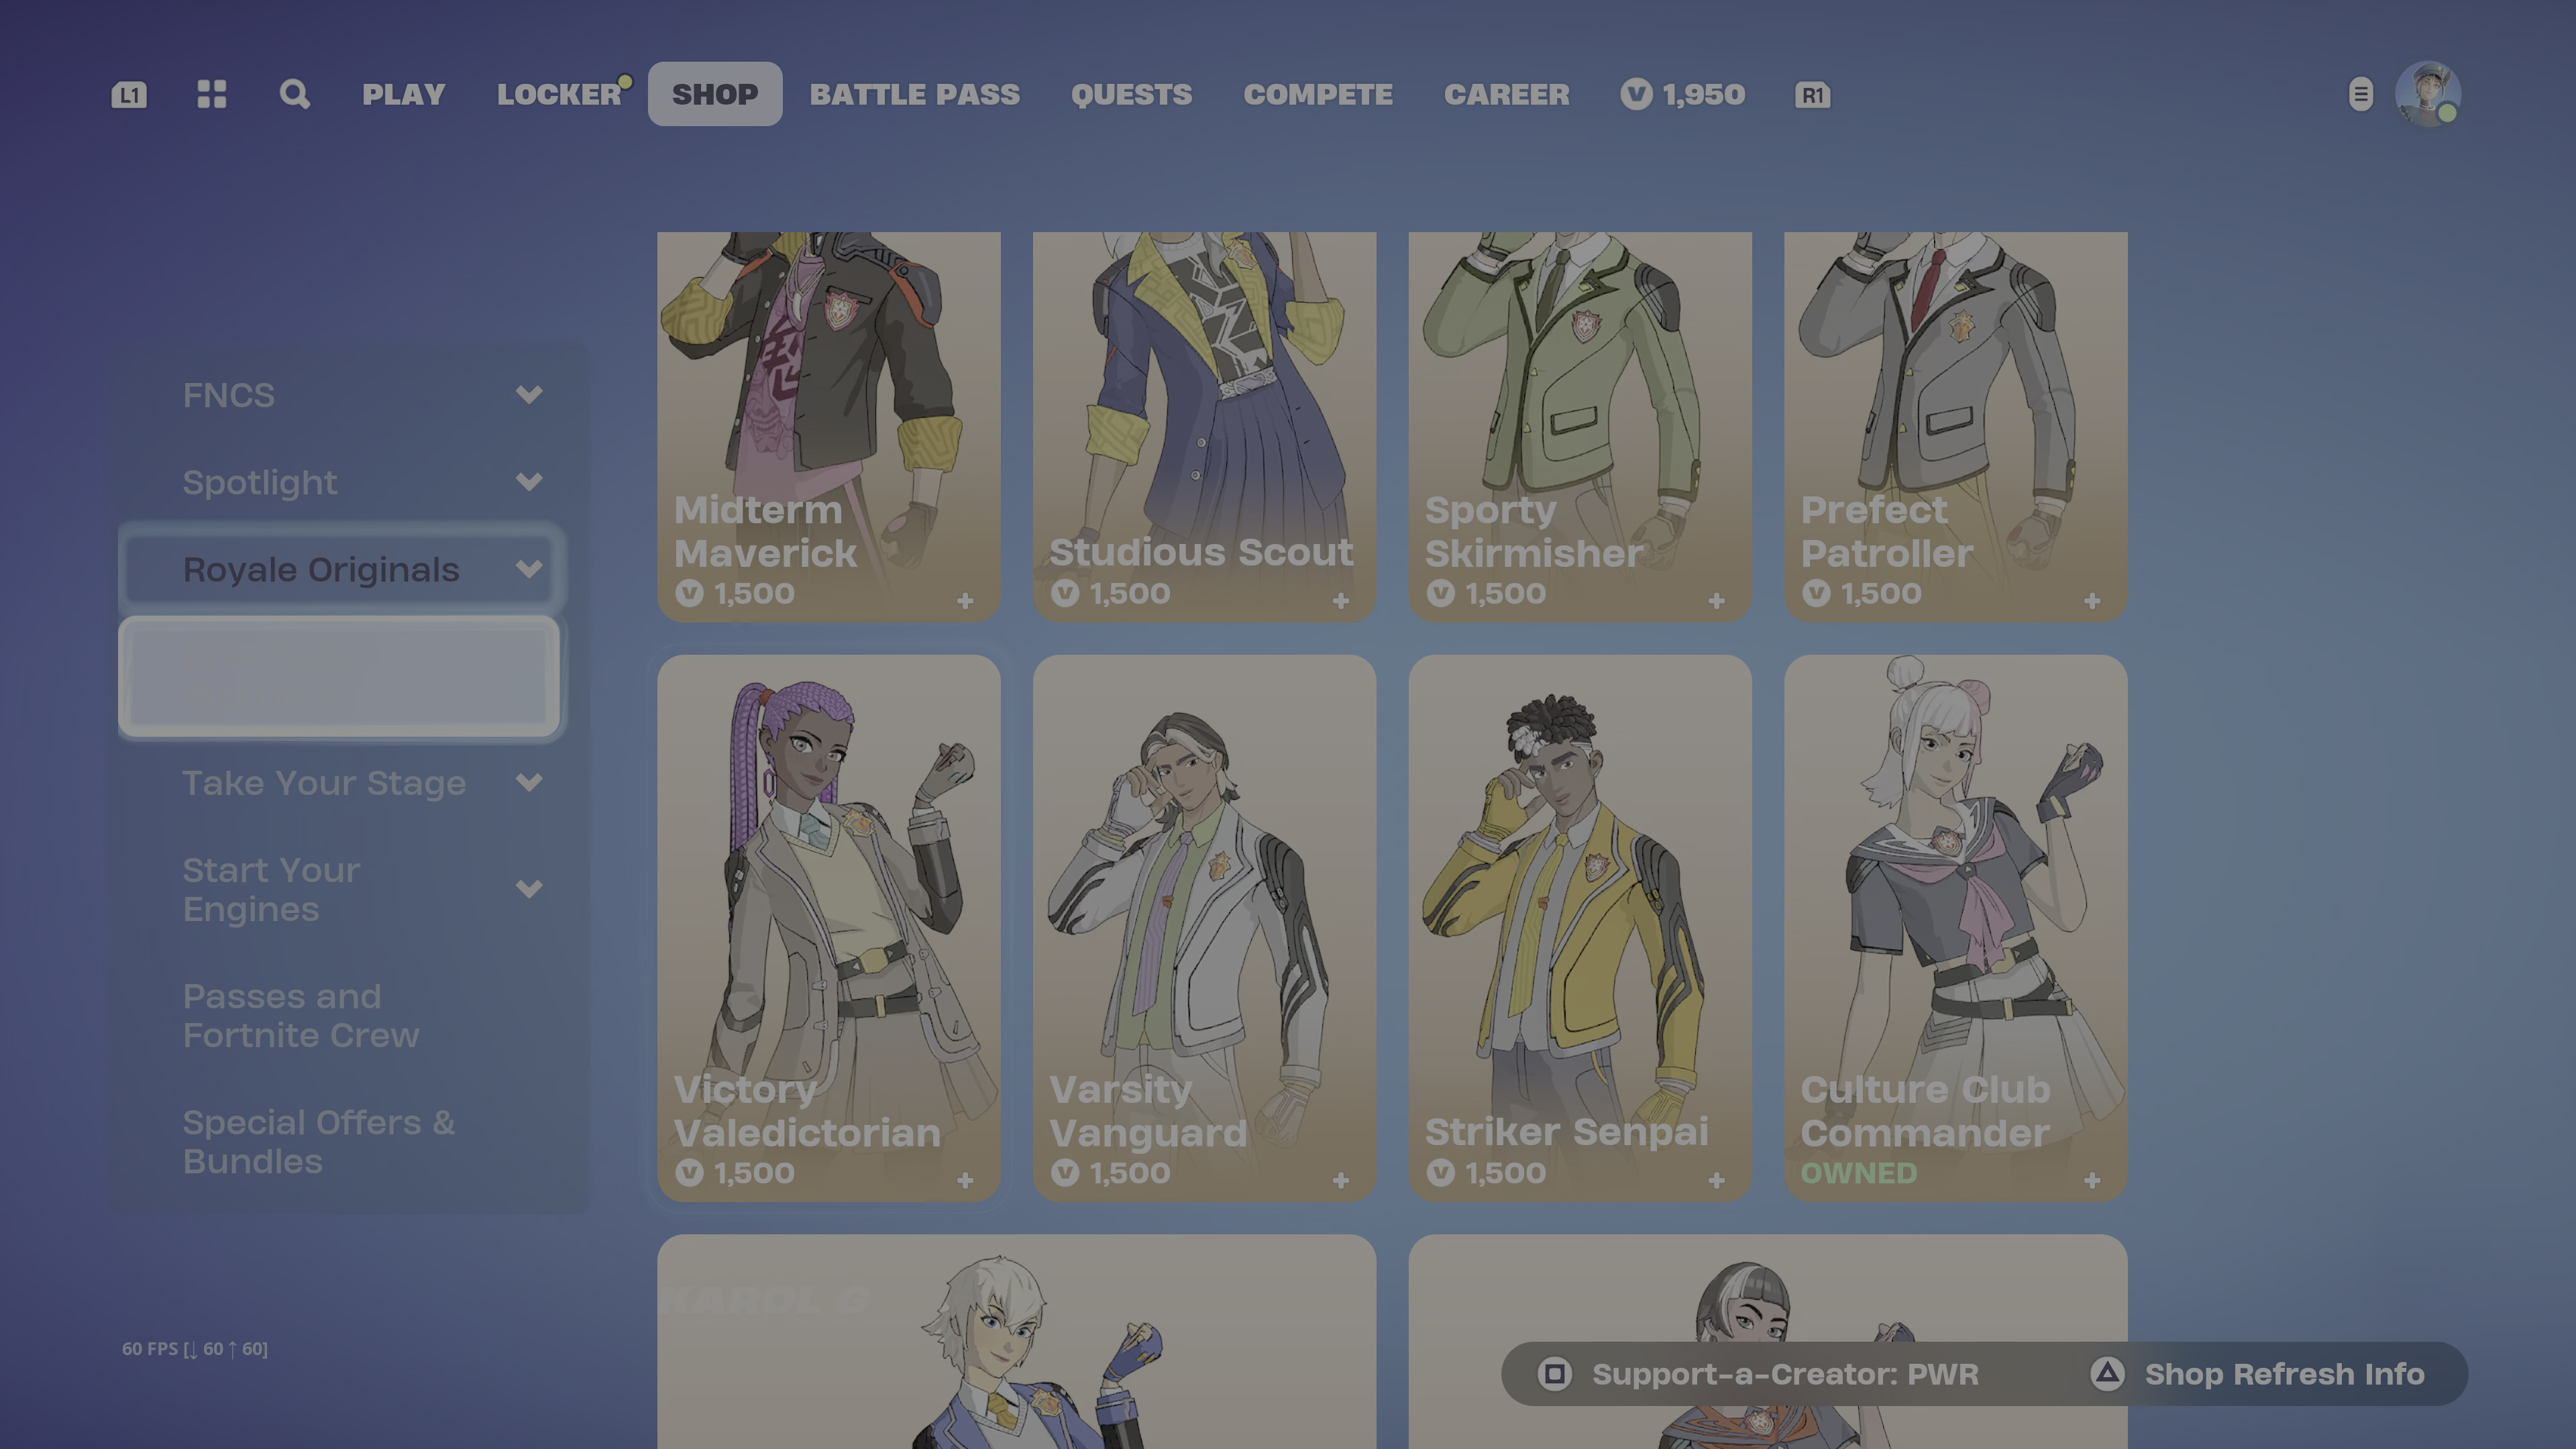 L1
PLAY
LOCKER
SHOP
BATTLE PASS
QUESTS
COMPETE
CAREER
V 1,950
R1
FNCS
Spotlight
Royale Originals
Take Your Stage
Start Your
Engines
Passes and
Fortnite Crew
Special Offers &
Bundles
Midterm
Maverick
V 1,500
Studious Scout
V 1,500
Sporty
Skirmisher
V 1,500
Prefect
Patroller
V 1,500
Victory
Valedictorian
V 1,500
Varsity
Vanguard
V 1,500
Striker Senpai
V 1,500
Culture Club
Commander
OWNED
KAROL G
60 FPS [↓ 60 ↑ 60]
Support-a-Creator: PWR
Shop Refresh Info